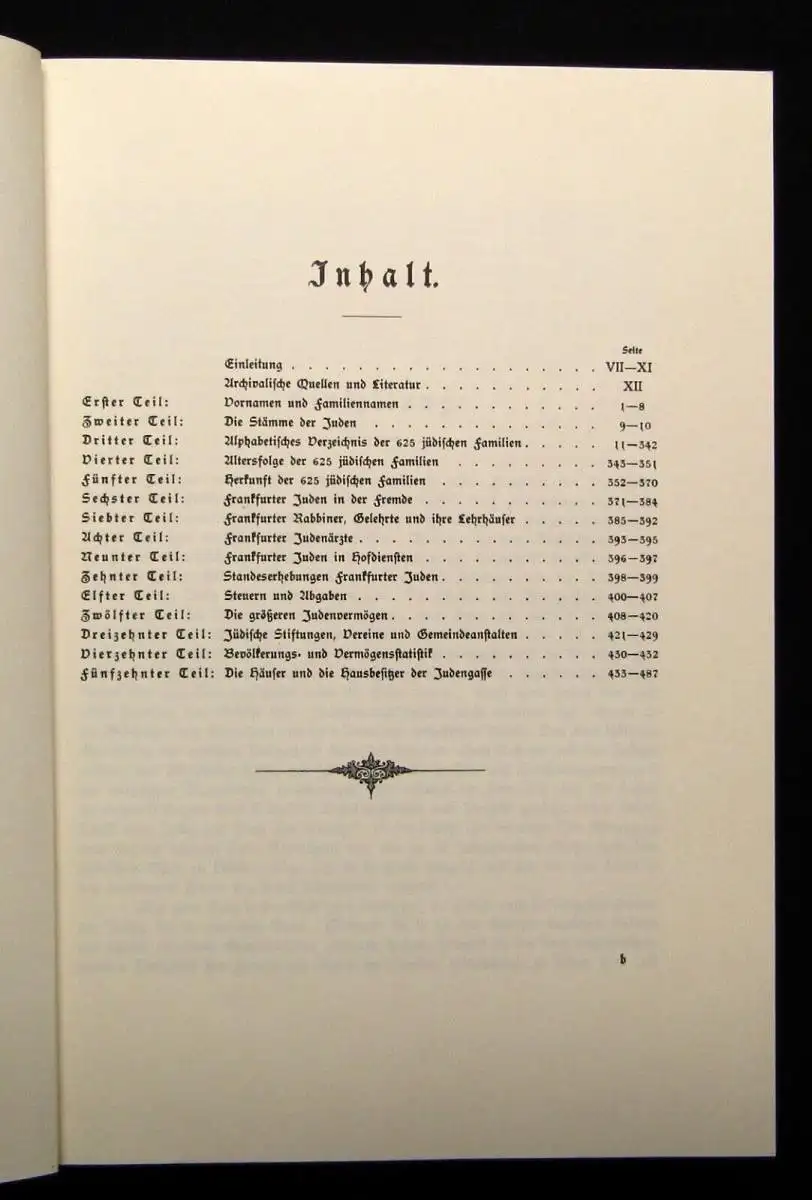 Inhalt.
Seite
Einleitung . . . . . . . . . . . . . . . . . . . VII—XI
Archivalische Quellen und Literatur . . . . . . . . . . . XII
Erster Teil: Vornamen und Familiennamen . . . . . . . . . . . . 1—8
Zweiter Teil: Die Stämme der Juden . . . . . . . . . . . . . . 9—10
Dritter Teil: Alphabetisches Verzeichnis der 625 jüdischen Familien . . . . . 11—342
Vierter Teil: Altersfolge der 625 jüdischen Familien . . . . . . . . . 343—351
Fünfter Teil: Herkunft der 625 jüdischen Familien . . . . . . . . . . 352—370
Sechster Teil: Frankfurter Juden in der Fremde . . . . . . . . . . . 371—384
Siebter Teil: Frankfurter Rabbiner, Gelehrte und ihre Lehrhäuser . . . . . 385—392
Achter Teil: Frankfurter Judenärzte . . . . . . . . . . . . . . . 393—395
Neunter Teil: Frankfurter Juden in Hofdiensten . . . . . . . . . . . 396—397
Zehnter Teil: Standeserhebungen Frankfurter Juden . . . . . . . . . . 398—399
Elfter Teil: Steuern und Abgaben . . . . . . . . . . . . . . . 400—407
Zwölfter Teil: Die größeren Judenvermögen . . . . . . . . . . . . . 408—420
Dreizehnter Teil: Jüdische Stiftungen, Vereine und Gemeindeanstalten . . . . . 421—429
Vierzehnter Teil: Bevölkerungs- und Vermögensstatistik . . . . . . . . . . 430—432
Fünfzehnter Teil: Die Häuser und die Hausbesitzer der Judengasse . . . . . . 433—487
b